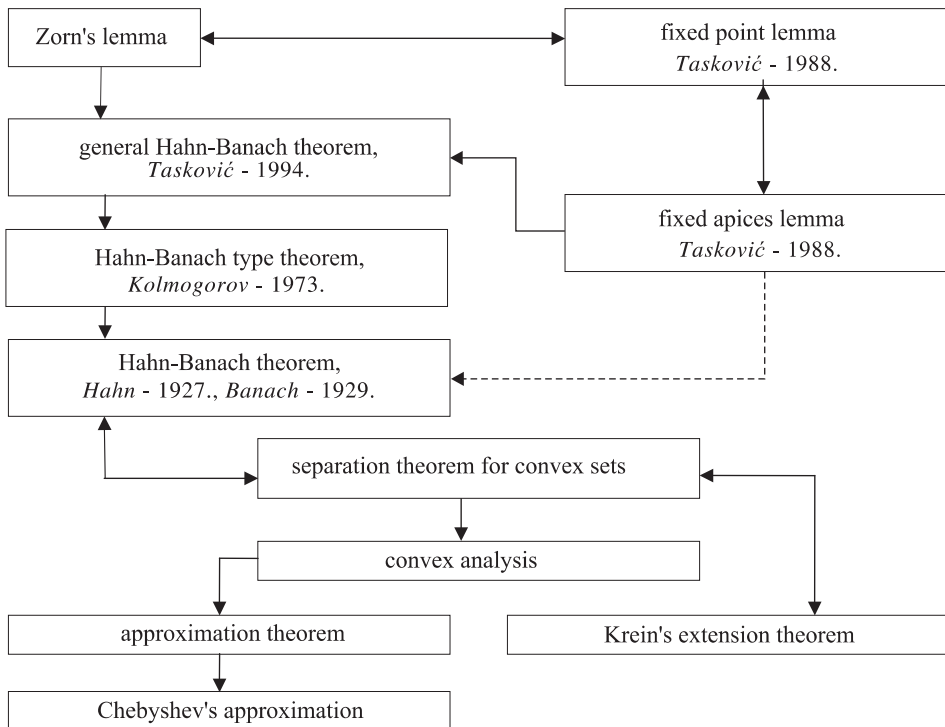 Zorn's lemma
fixed point lemma
Tasković - 1988.
general Hahn-Banach theorem,
Tasković - 1994.
fixed apices lemma
Tasković - 1988.
Hahn-Banach type theorem,
Kolmogorov - 1973.
Hahn-Banach theorem,
Hahn - 1927., Banach - 1929.
separation theorem for convex sets
convex analysis
approximation theorem
Krein's extension theorem
Chebyshev's approximation